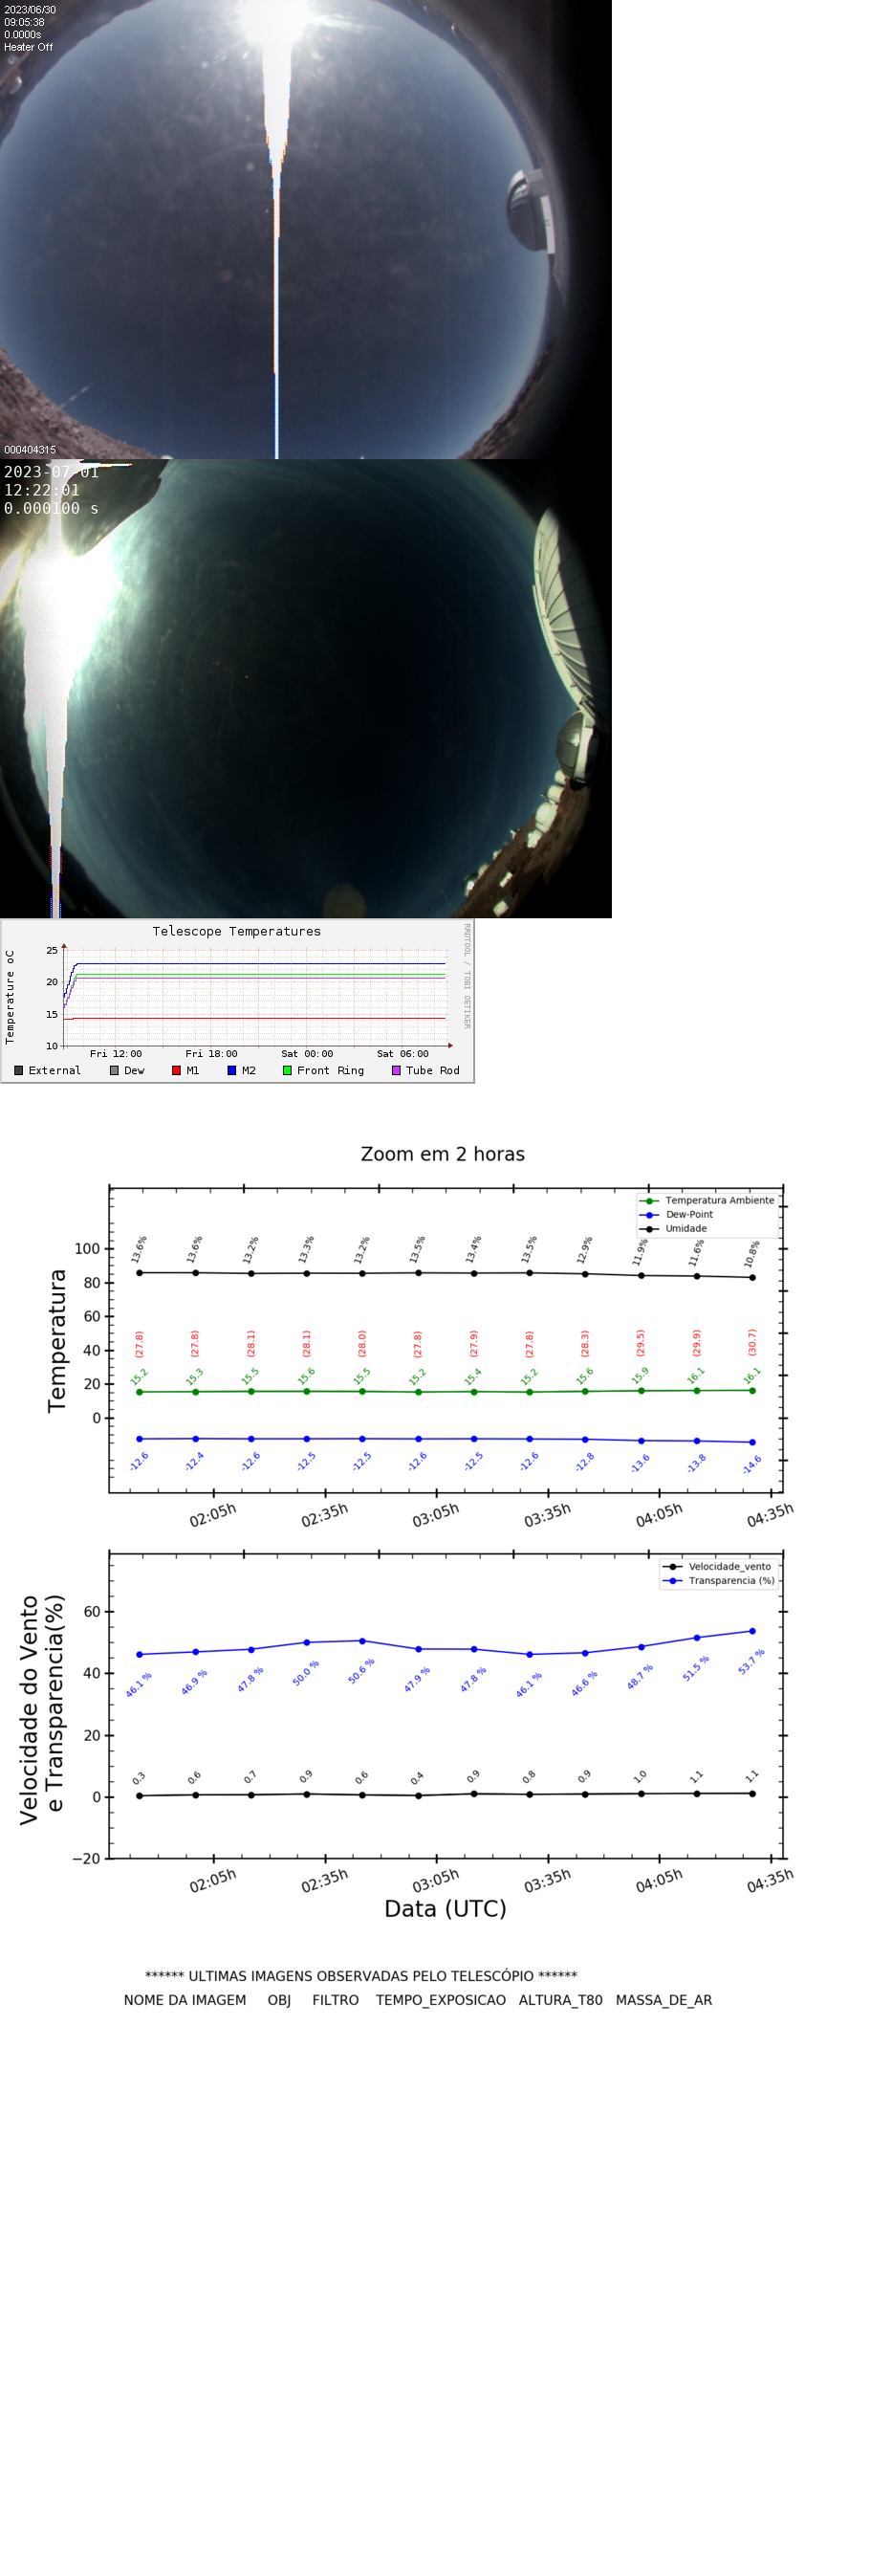 2023/06/30
09:05:38
0.0000s
Heater Off
000404315
2023-07-01
12:22:01
0.000100 s
Telescope Temperatures
RRDTOOL / TOBI OETIKER
Temperature oC
25
20
15
10
Fri 12:00 Fri 18:00 Sat 00:00 Sat 06:00
External Dew M1 M2 Front Ring Tube Rod
Zoom em 2 horas
Temperatura Ambiente
Dew-Point
Umidade
Temperatura
100
80
60
40
20
0
13.6% 13.6% 13.2% 13.3% 13.2% 13.5% 13.4% 13.5% 12.9% 11.9% 11.6% 10.8%
(27.8) (27.8) (28.1) (28.1) (28.0) (27.8) (27.9) (27.8) (28.3) (29.5) (29.9) (30.7)
15.2 15.3 15.5 15.6 15.5 15.2 15.4 15.2 15.6 15.9 16.1 16.1
-12.6 -12.4 -12.6 -12.5 -12.5 -12.6 -12.5 -12.6 -12.8 -13.6 -13.8 -14.6
02:05h 02:35h 03:05h 03:35h 04:05h 04:35h
Velocidade_vento
Transparencia (%)
Velocidade do Vento
e Transparencia(%)
60
40
20
0
−20
46.1 % 46.9 % 47.8 % 50.0 % 50.6 % 47.9 % 47.8 % 46.1 % 46.6 % 48.7 % 51.5 % 53.7 %
0.3 0.6 0.7 0.9 0.6 0.4 0.9 0.8 0.9 1.0 1.1 1.1
02:05h 02:35h 03:05h 03:35h 04:05h 04:35h
Data (UTC)
****** ULTIMAS IMAGENS OBSERVADAS PELO TELESCÓPIO ******
NOME DA IMAGEM OBJ FILTRO TEMPO_EXPOSICAO ALTURA_T80 MASSA_DE_AR